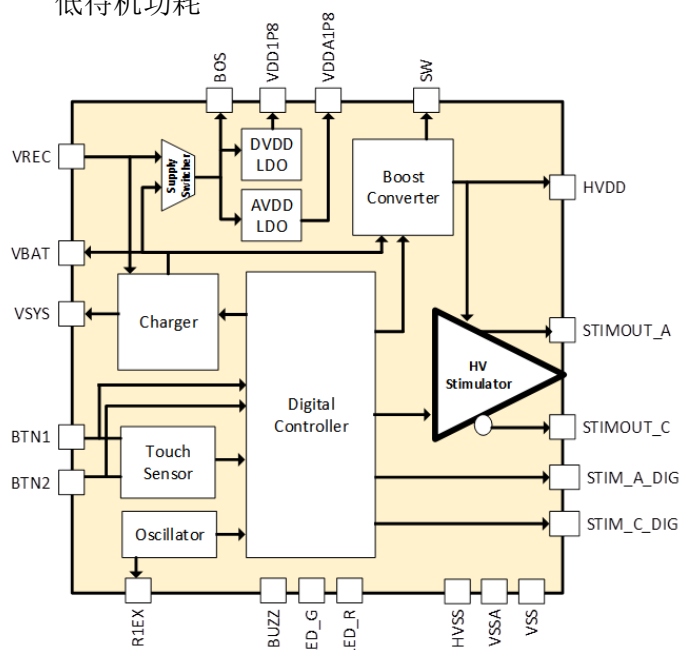 低待机功耗
BOS
VDD1P8
VDDA1P8
SW
VREC
Supply
Switcher
DVDD
LDO
AVDD
LDO
Boost
Converter
HVDD
VBAT
VSYS
Charger
STIMOUT_A
HV
Stimulator
Digital
Controller
STIMOUT_C
BTN1
BTN2
Touch
Sensor
STIM_A_DIG
STIM_C_DIG
Oscillator
R1EX
BUZZ
ED_G
ED_R
HVSS
VSSA
VSS